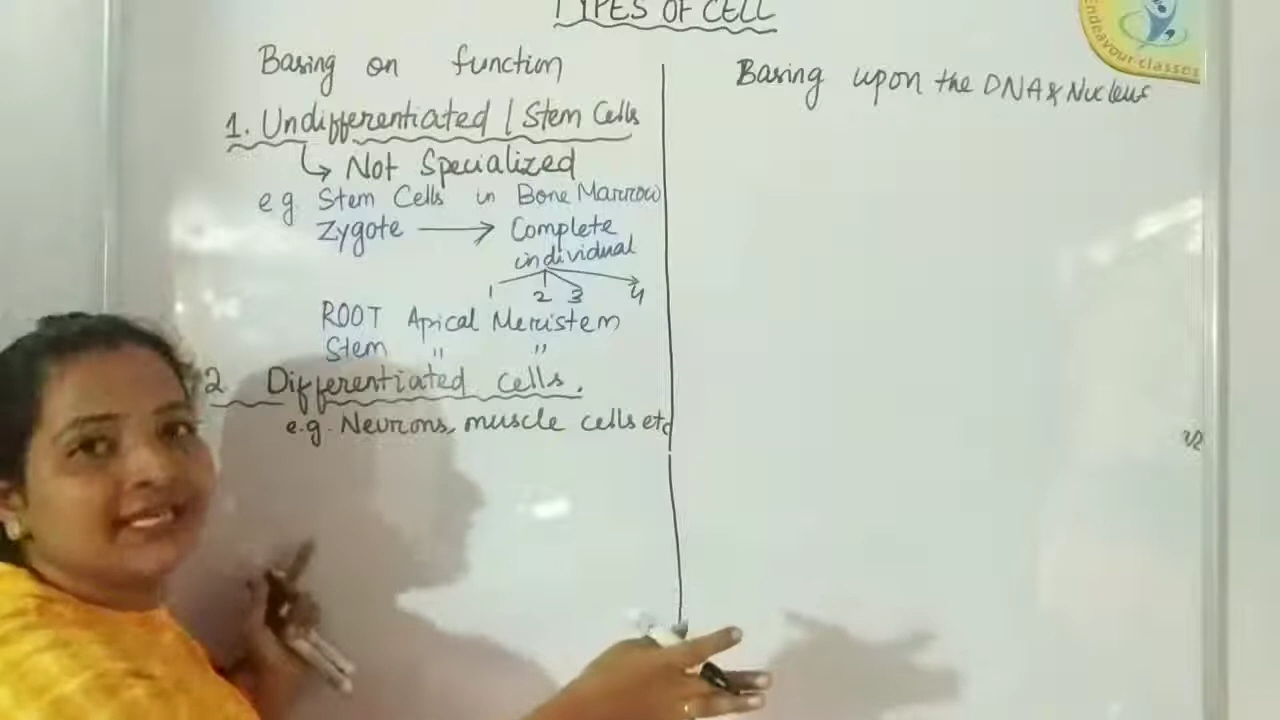 TYPES OF CELL
Basing on function
1. Undifferentiated / Stem Cells
↳ Not Specialized
e.g. Stem Cells in Bone Marrow
Zygote → Complete
individual
1 2 3 4
ROOT Apical Meristem
Stem " "
2 Differentiated cells.
e.g. Neurons, muscle cells etc
Basing upon the DNA & Nucleus
Endeavour classes